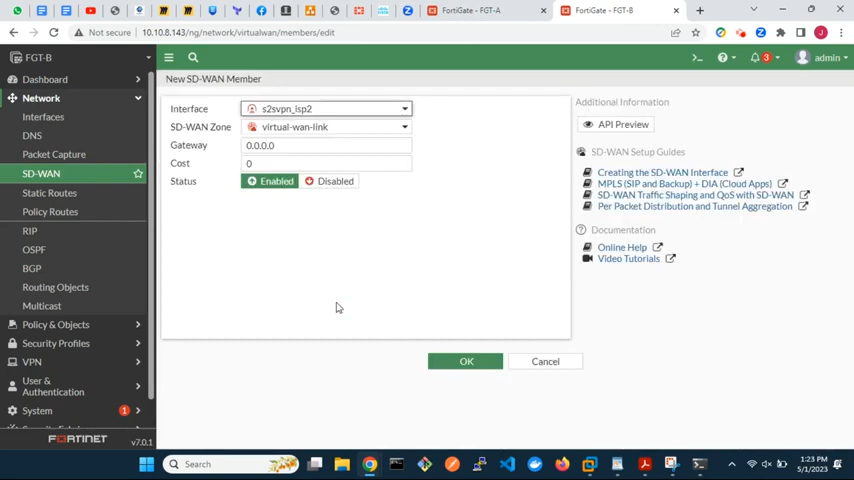 FortiGate - FGT-A
FortiGate - FGT-B
Not secure
10.10.8.143/ng/network/virtualwan/members/edit
FGT-B
3
admin
Dashboard
Network
Interfaces
DNS
Packet Capture
SD-WAN
Static Routes
Policy Routes
RIP
OSPF
BGP
Routing Objects
Multicast
Policy & Objects
Security Profiles
VPN
User &
Authentication
System
1
FORTINET
v7.0.1
New SD-WAN Member
Interface
s2svpn_isp2
SD-WAN Zone
virtual-wan-link
Gateway
0.0.0.0
Cost
0
Status
Enabled
Disabled
OK
Cancel
Additional Information
API Preview
SD-WAN Setup Guides
Creating the SD-WAN Interface
MPLS (SIP and Backup) + DIA (Cloud Apps)
SD-WAN Traffic Shaping and QoS with SD-WAN
Per Packet Distribution and Tunnel Aggregation
Documentation
Online Help
Video Tutorials
Search
1:23 PM
5/1/2023